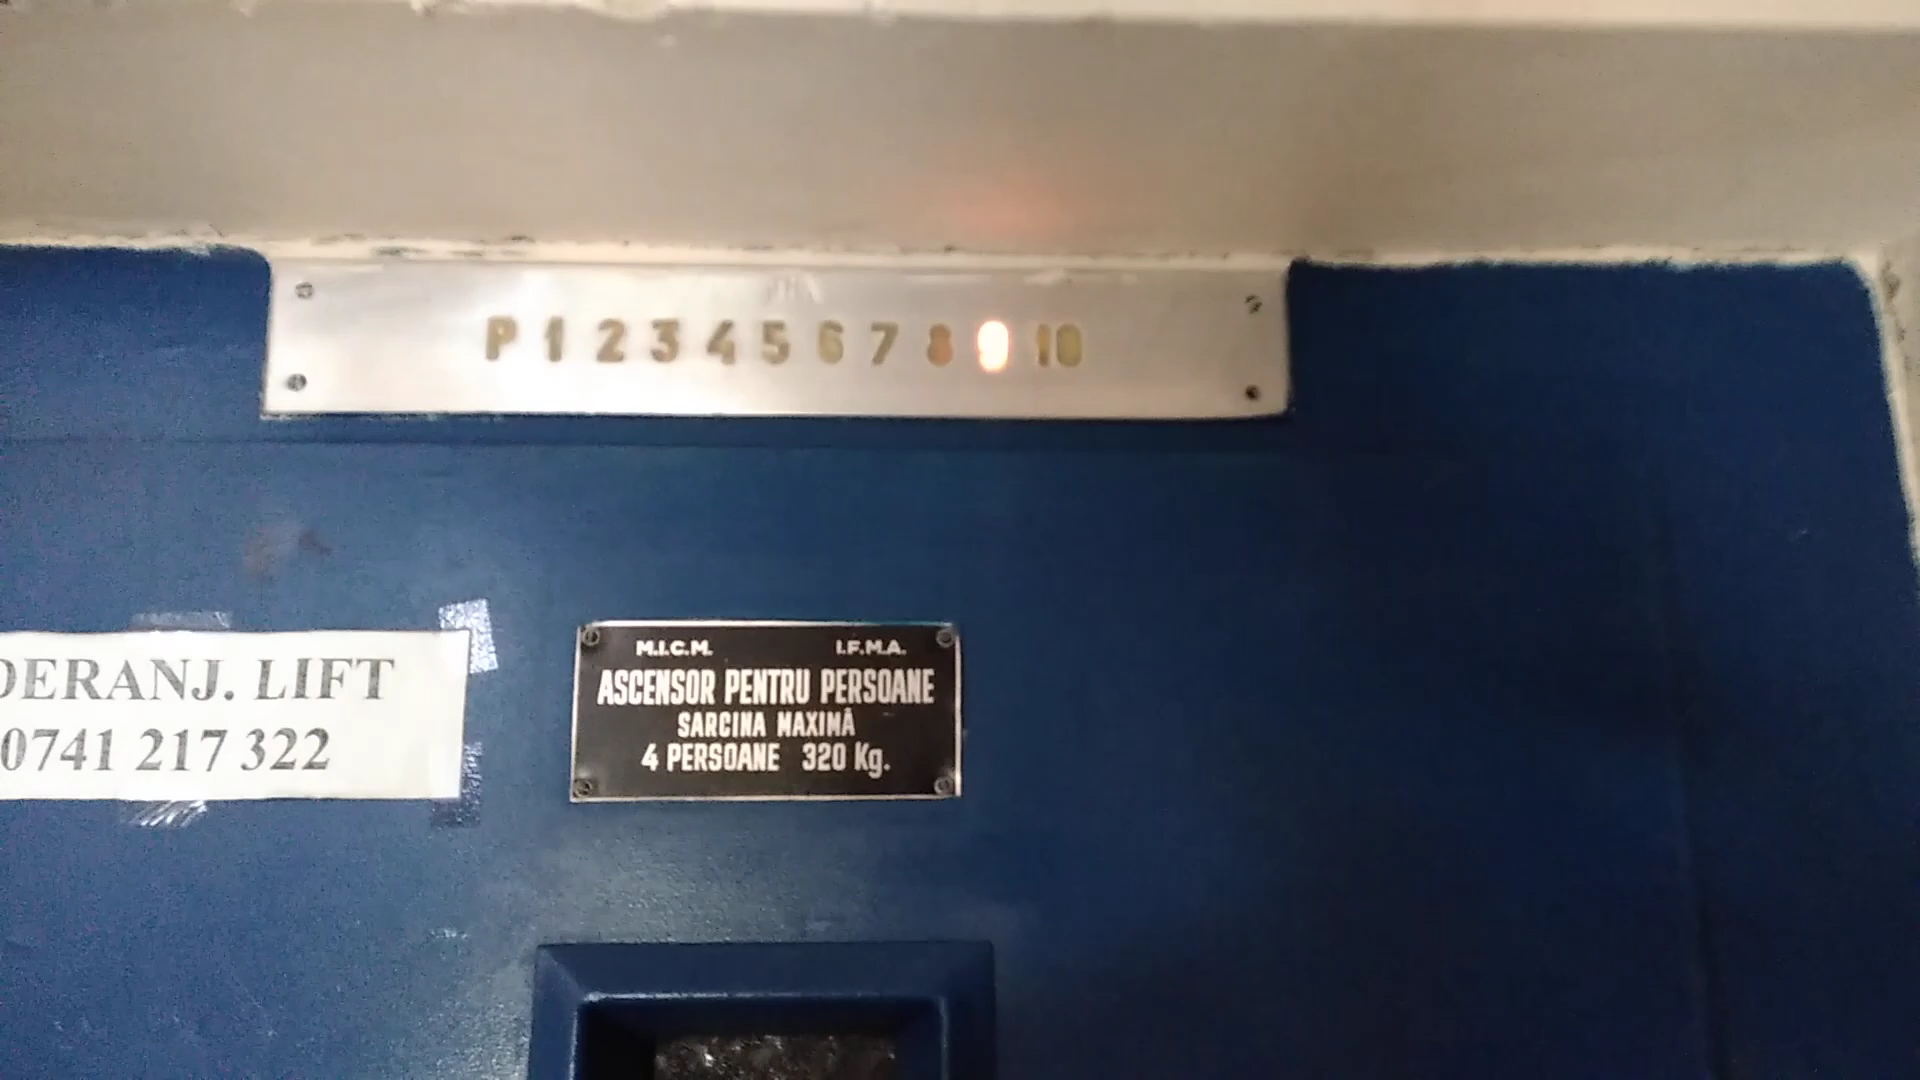 P 1 2 3 4 5 6 7 8 9 10
DERANJ. LIFT
0741 217 322
M.I.C.M. I.F.M.A.
ASCENSOR PENTRU PERSOANE
SARCINA MAXIMĂ
4 PERSOANE 320 Kg.